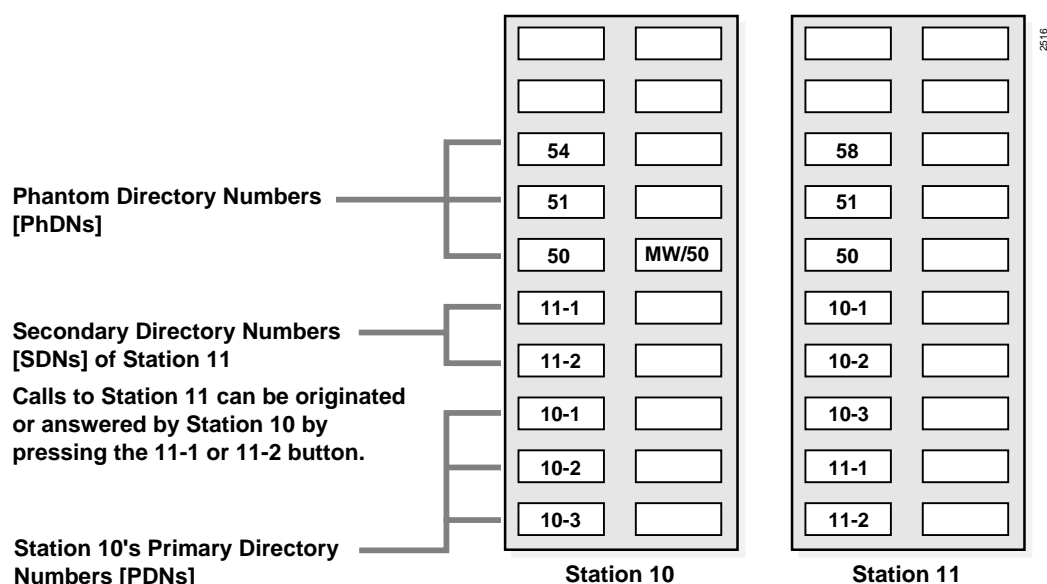 2516
Phantom Directory Numbers
[PhDNs]
Secondary Directory Numbers
[SDNs] of Station 11
Calls to Station 11 can be originated
or answered by Station 10 by
pressing the 11-1 or 11-2 button.
Station 10's Primary Directory
Numbers [PDNs]
54
51
50 MW/50
11-1
11-2
10-1
10-2
10-3
Station 10
58
51
50
10-1
10-2
10-3
11-1
11-2
Station 11